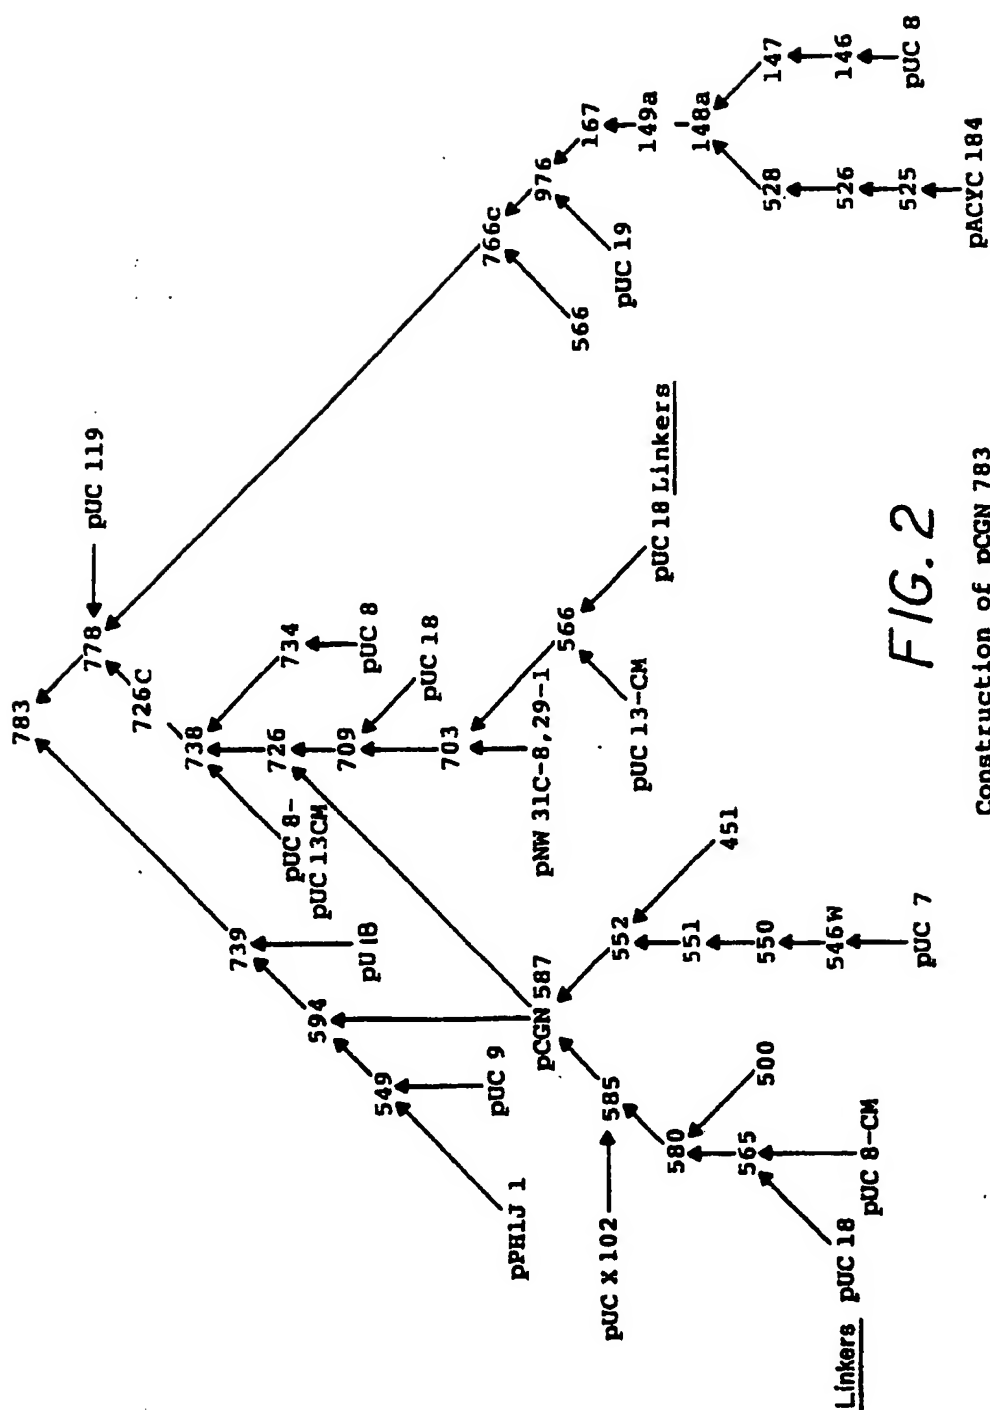 783
778
pUC 119
726C
739
738
734
pUC 8-
pUC 13CM
pU 18
594
726
pUC 8
709
pUC 18
549
pUC 9
pPH1J 1
703
766c
976
167
566
pUC 19
149a
148a
147
146
pUC 8
528
526
525
pACYC 184
pNW 31C-8,29-1
566
pUC 18 Linkers
pUC 13-CM
pCGN 587
585
552
451
pUC X 102
551
550
546W
pUC 7
580
500
565
pUC 8-CM
Linkers pUC 18
FIG. 2
Construction of pCGN 783